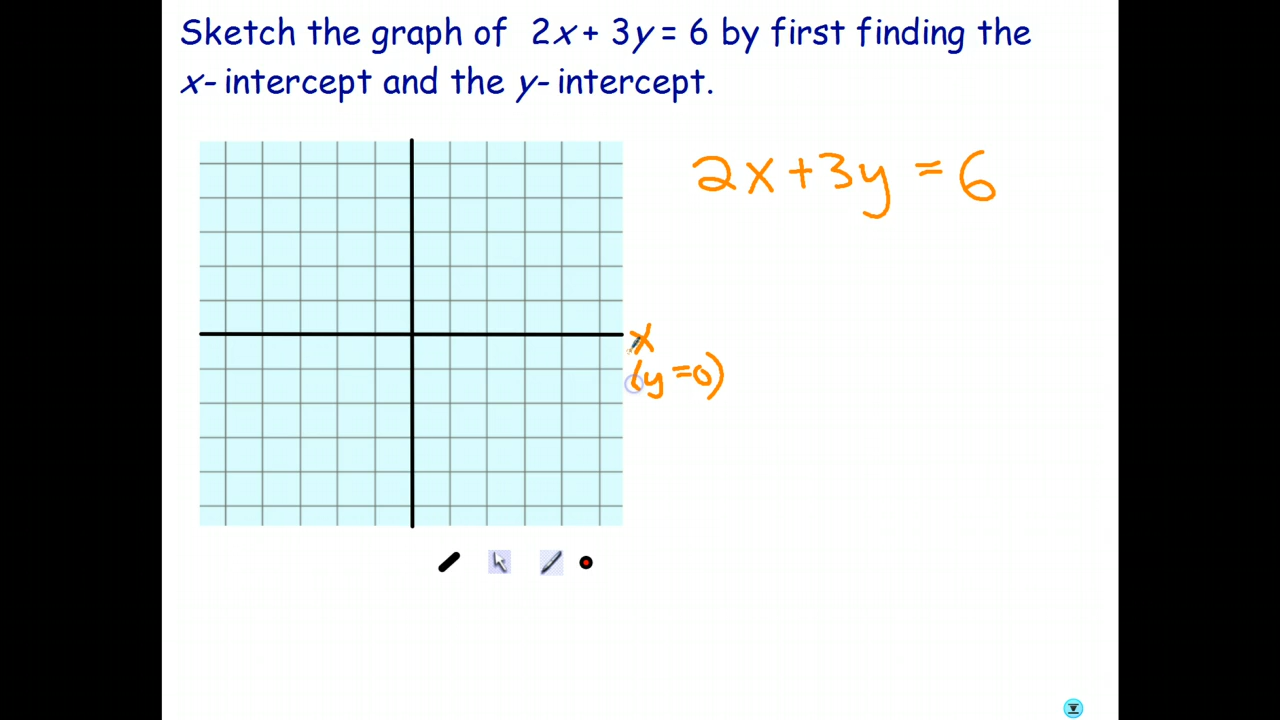 Sketch the graph of 2x + 3y = 6 by first finding the
x- intercept and the y- intercept.
2x+3y = 6
x
(y =0)